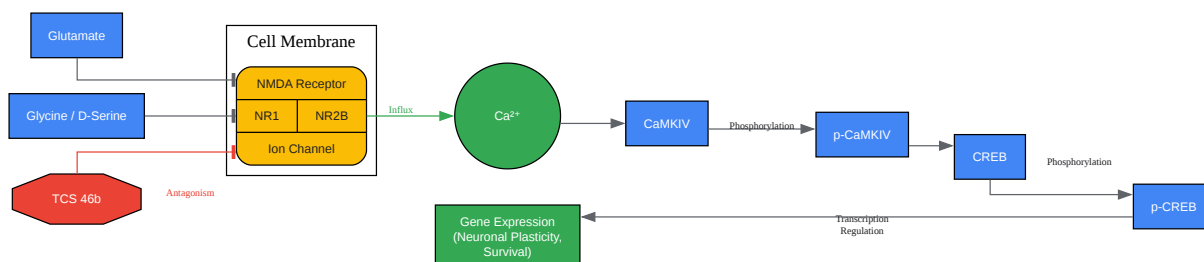 Glutamate
Cell Membrane
NMDA Receptor
Glycine / D-Serine
NR1
NR2B
Ion Channel
Influx
Ca²⁺
CaMKIV
Phosphorylation
p-CaMKIV
CREB
Phosphorylation
TCS 46b
Antagonism
p-CREB
Gene Expression
(Neuronal Plasticity,
Survival)
Transcription
Regulation